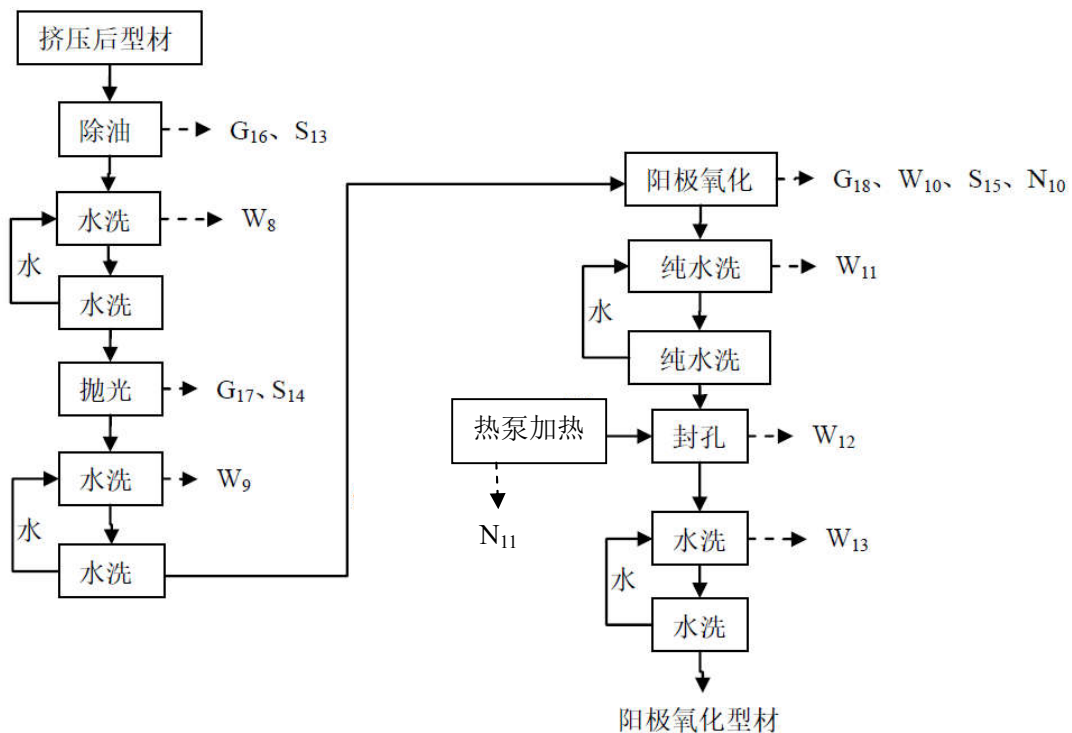 挤压后型材
除油
G16、S13
水洗
W8
水
水洗
抛光
G17、S14
水洗
W9
水
水洗
阳极氧化
G18、W10、S15、N10
纯水洗
W11
水
纯水洗
热泵加热
封孔
W12
N11
水洗
W13
水
水洗
阳极氧化型材